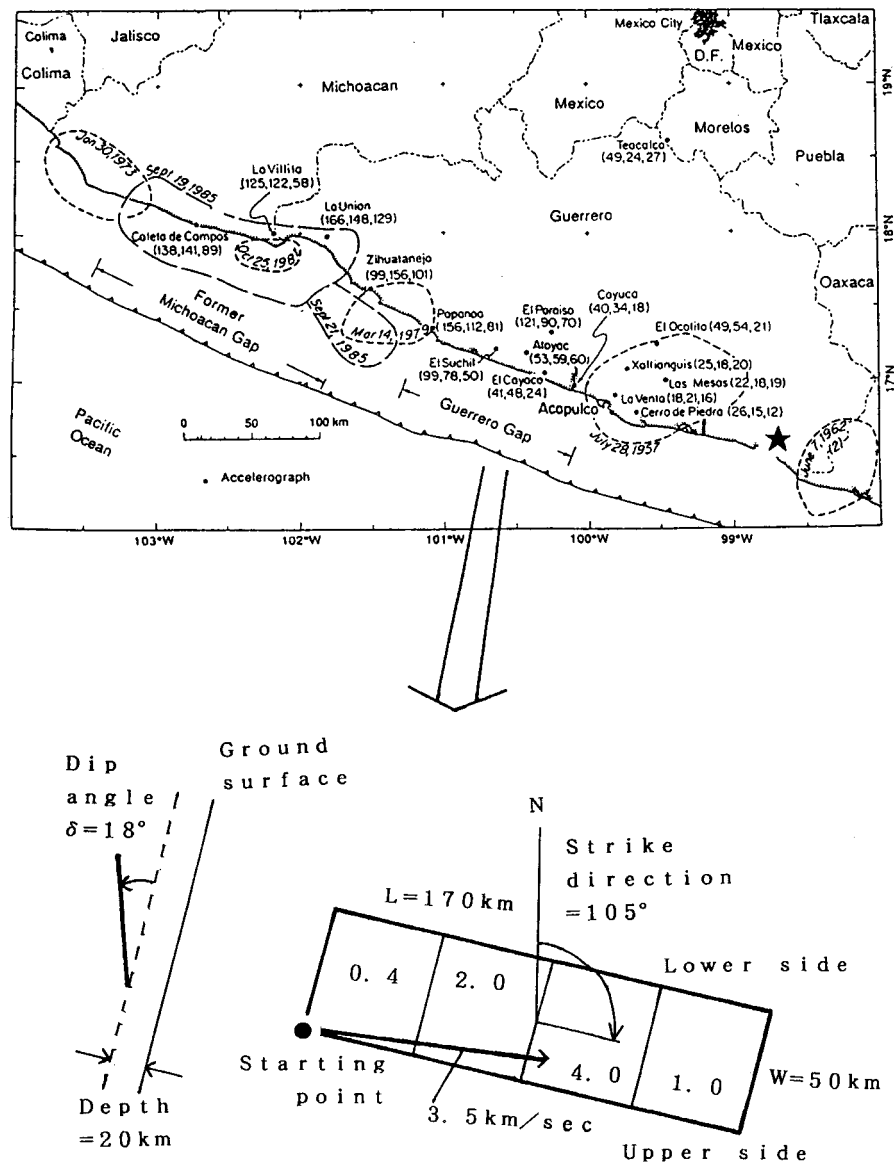 Colima
Colima
Jalisco
Michoacan
Mexico City
D.F.
Mexico
Tlaxcala
Mexico
Morelos
Puebla
Teacalco
(49,24,27)
19°N
Jan 30, 1973
Sept 19, 1985
La Villita
(125,122,58)
La Union
(166,148,129)
Guerrero
18°N
Caleta de Campos
(138,141,89)
Oct 25, 1981
Zihuatanejo
(99,156,101)
Oaxaca
Former
Michoacan Gap
Sept 21, 1985
Mar 14, 1979
Papanoa
(156,112,81)
El Paraiso
(121,90,70)
Cayuca
(40,34,18)
El Ocolito (49,54,21)
Atoyac
(53,59,60)
Xaltianguis (25,18,20)
17°N
El Suchil
(99,78,50)
El Cayaco
(41,48,24)
Las Mesas (22,18,19)
La Venta (18,21,16)
Acapulco
Cerro de Piedra (26,15,12)
Guerrero Gap
July 28, 1957
June 7, 1962
(2)
Pacific
Ocean
0 50 100 km
Accelerograph
103°W 102°W 101°W 100°W 99°W
Dip
angle
δ=18°
Ground
surface
Depth
=20km
N
Strike
direction
=105°
L=170km
Lower side
0.4 2.0 4.0 1.0
Starting
point
3.5km/sec
W=50km
Upper side